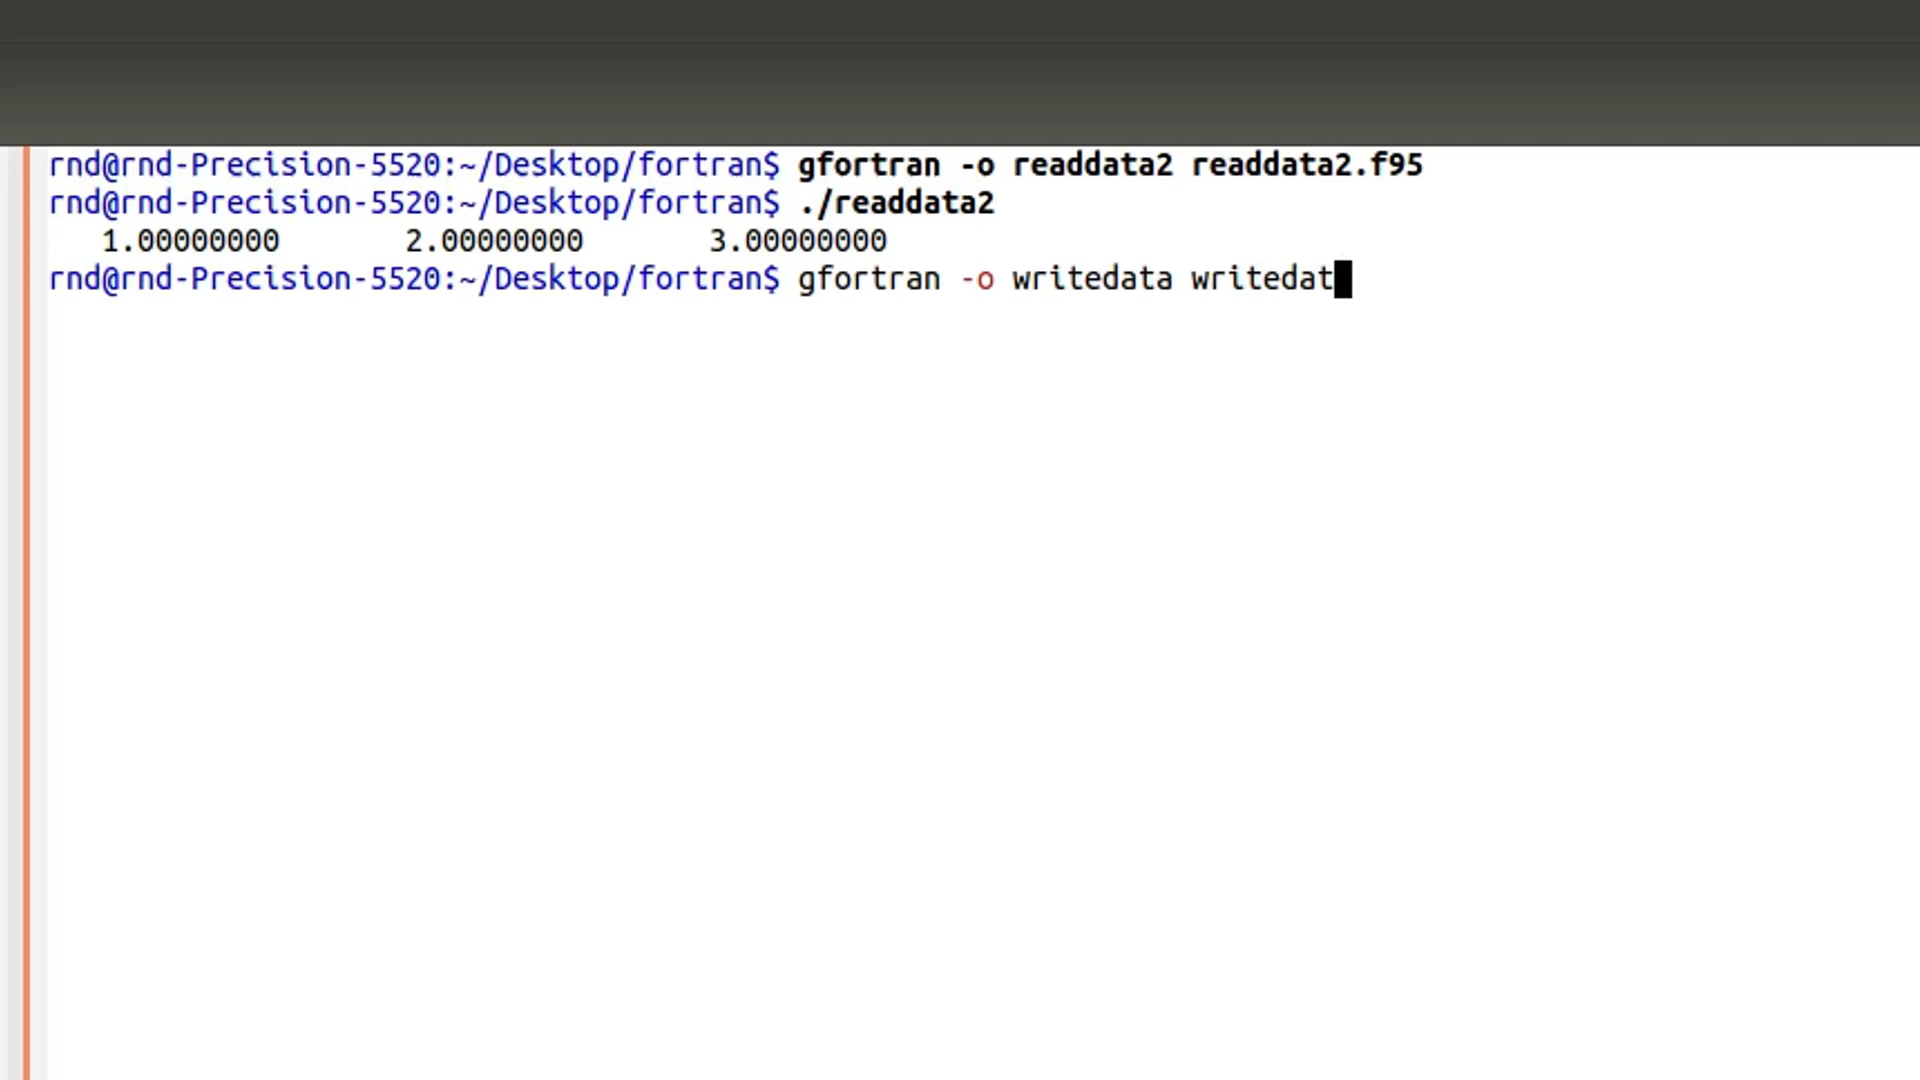 rnd@rnd-Precision-5520:~/Desktop/fortran$ gfortran -o readdata2 readdata2.f95
rnd@rnd-Precision-5520:~/Desktop/fortran$ ./readdata2
1.00000000 2.00000000 3.00000000
rnd@rnd-Precision-5520:~/Desktop/fortran$ gfortran -o writedata writedat